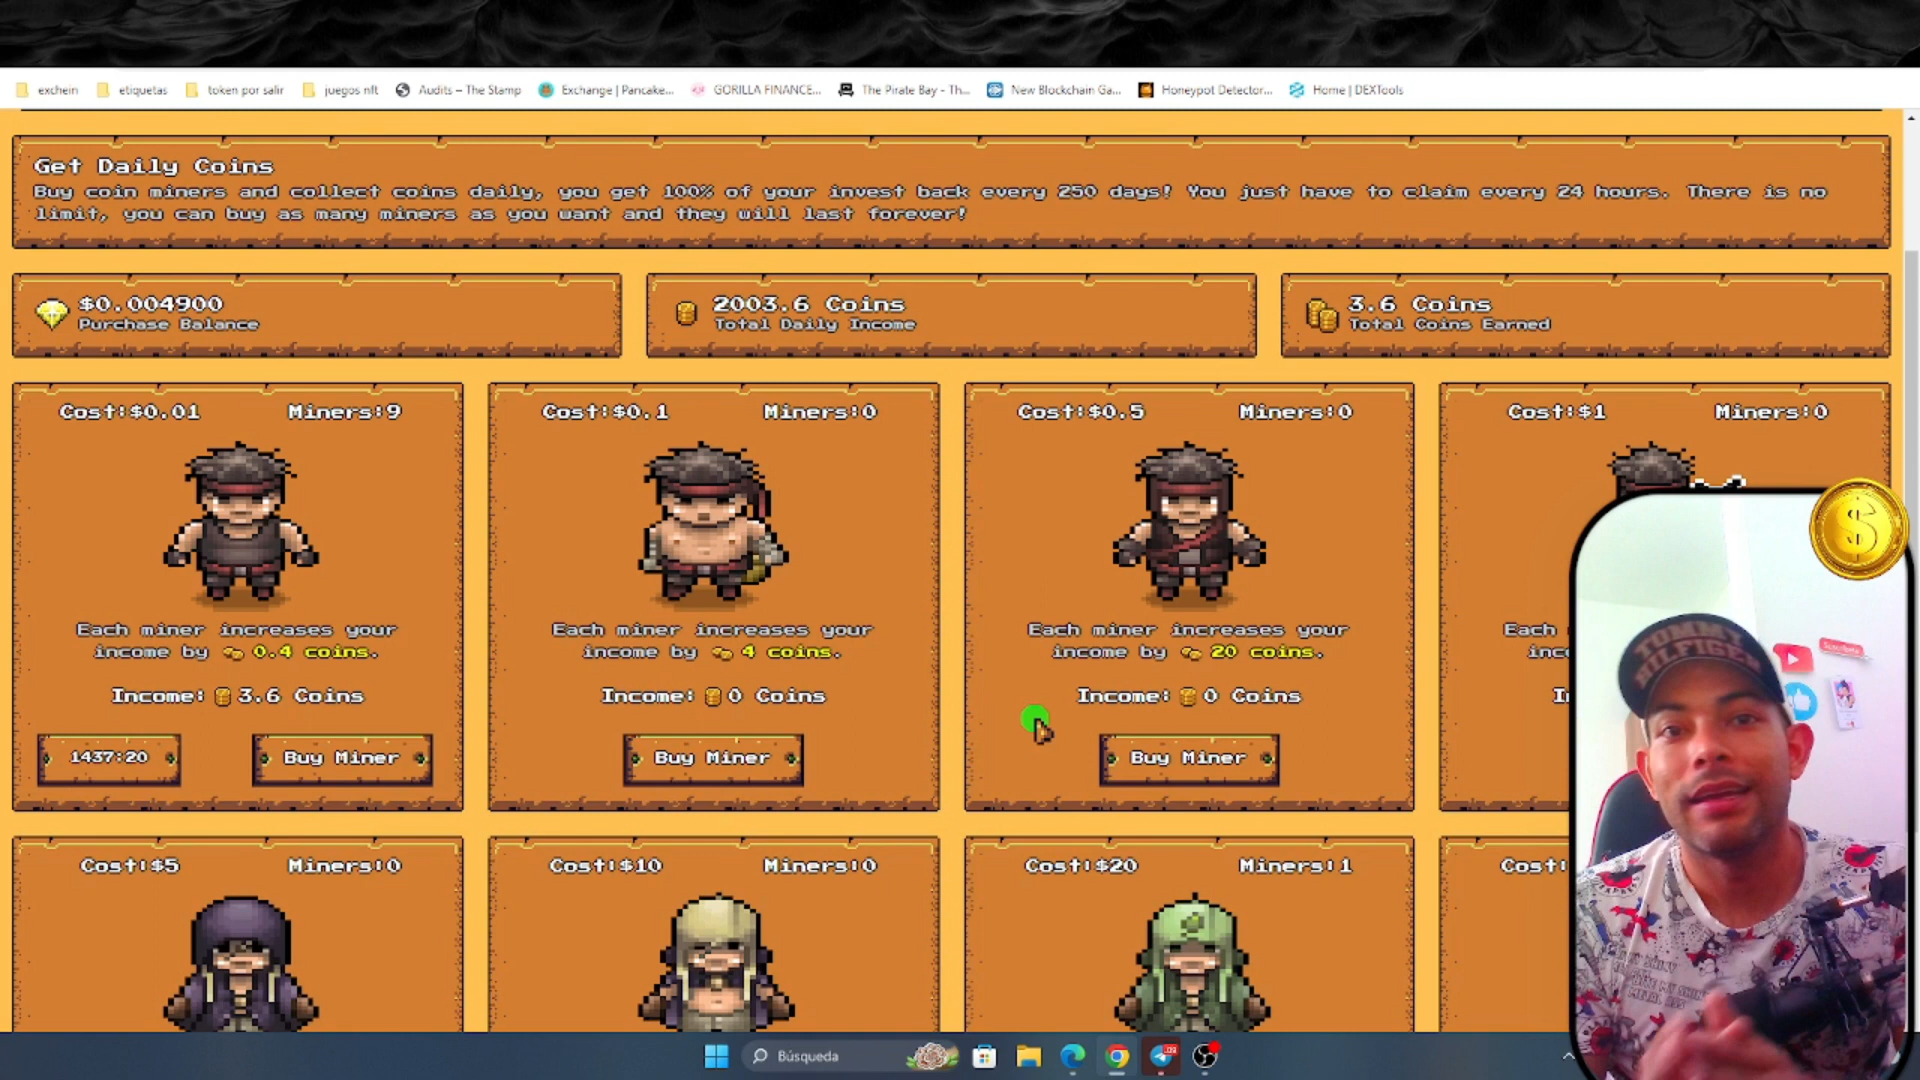 exchein
etiquetas
token por salir
juegos nft
Audits – The Stamp
Exchange | Pancake...
GORILLA FINANCE...
The Pirate Bay - Th...
New Blockchain Ga...
Honeypot Detector...
Home | DEXTools
Get Daily Coins
Buy coin miners and collect coins daily, you get 100% of your invest back every 250 days! You just have to claim every 24 hours. There is no
limit, you can buy as many miners as you want and they will last forever!
$0.004900
Purchase Balance
2003.6 Coins
Total Daily Income
3.6 Coins
Total Coins Earned
Cost:$0.01 Miners:9
Each miner increases your
income by 0.4 coins.
Income: 3.6 Coins
1437:20
Buy Miner
Cost:$0.1 Miners:0
Each miner increases your
income by 4 coins.
Income: 0 Coins
Buy Miner
Cost:$0.5 Miners:0
Each miner increases your
income by 20 coins.
Income: 0 Coins
Buy Miner
Cost:$1 Miners:0
Each
inc
I
TOMMY
HILFIGER
Cost:$5 Miners:0
Cost:$10 Miners:0
Cost:$20 Miners:1
Cost:
Búsqueda